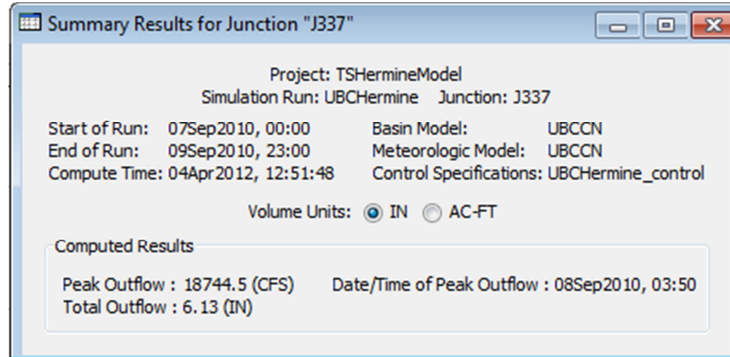 Summary Results for Junction "J337"
Project: TSHermineModel
Simulation Run: UBCHermine Junction: J337
Start of Run: 07Sep2010, 00:00 Basin Model: UBCCN
End of Run: 09Sep2010, 23:00 Meteorologic Model: UBCCN
Compute Time: 04Apr2012, 12:51:48 Control Specifications: UBCHermine_control
Volume Units: IN AC-FT
Computed Results
Peak Outflow : 18744.5 (CFS) Date/Time of Peak Outflow : 08Sep2010, 03:50
Total Outflow : 6.13 (IN)